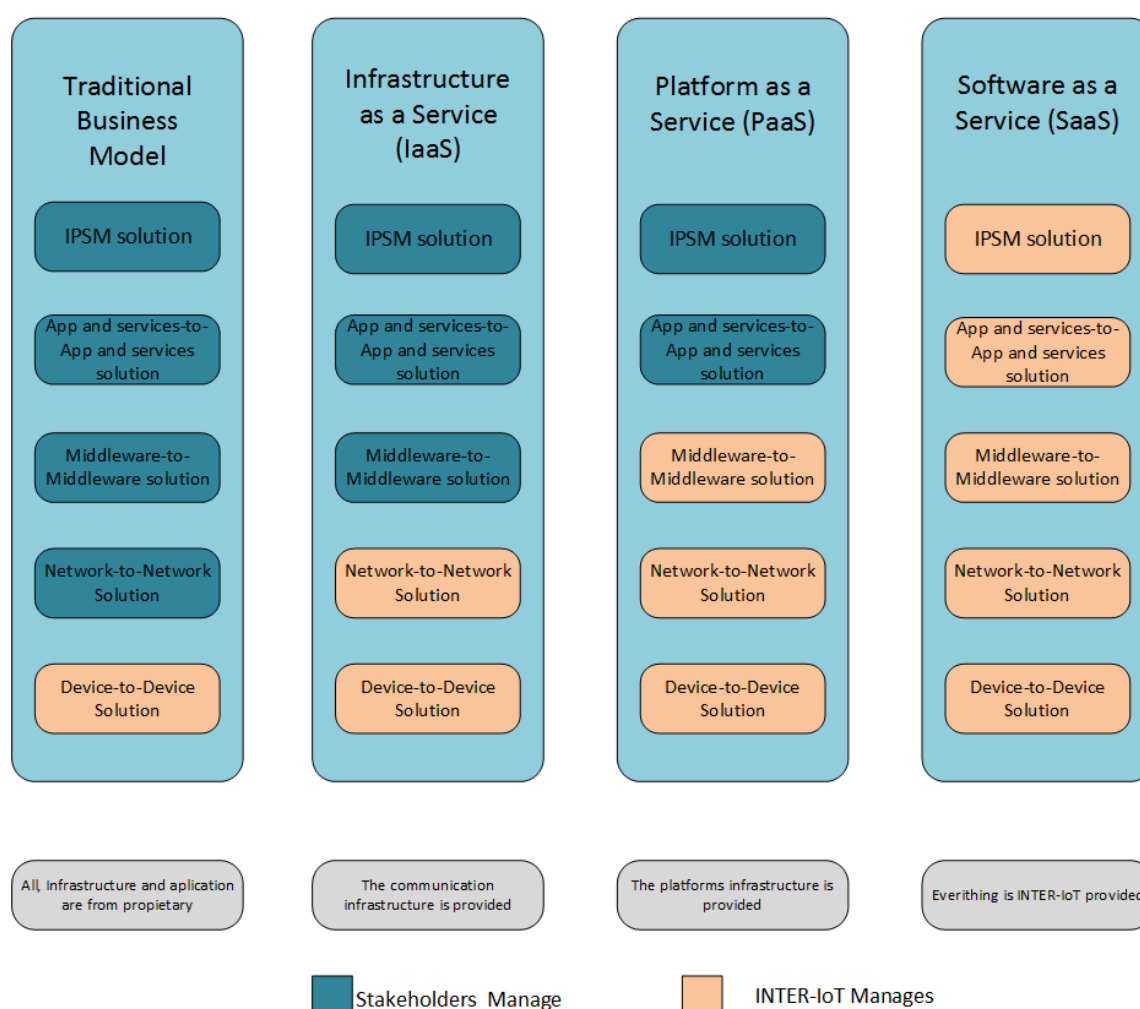 Traditional
Business
Model
IPSM solution
App and services-to-
App and services
solution
Middleware-to-
Middleware solution
Network-to-Network
Solution
Device-to-Device
Solution
All, Infrastructure and aplication
are from propietary
Infrastructure
as a Service
(IaaS)
IPSM solution
App and services-to-
App and services
solution
Middleware-to-
Middleware solution
Network-to-Network
Solution
Device-to-Device
Solution
The communication
infrastructure is provided
Platform as a
Service (PaaS)
IPSM solution
App and services-to-
App and services
solution
Middleware-to-
Middleware solution
Network-to-Network
Solution
Device-to-Device
Solution
The platforms infrastructure is
provided
Software as a
Service (SaaS)
IPSM solution
App and services-to-
App and services
solution
Middleware-to-
Middleware solution
Network-to-Network
Solution
Device-to-Device
Solution
Everithing is INTER-IoT provided
Stakeholders Manage
INTER-IoT Manages